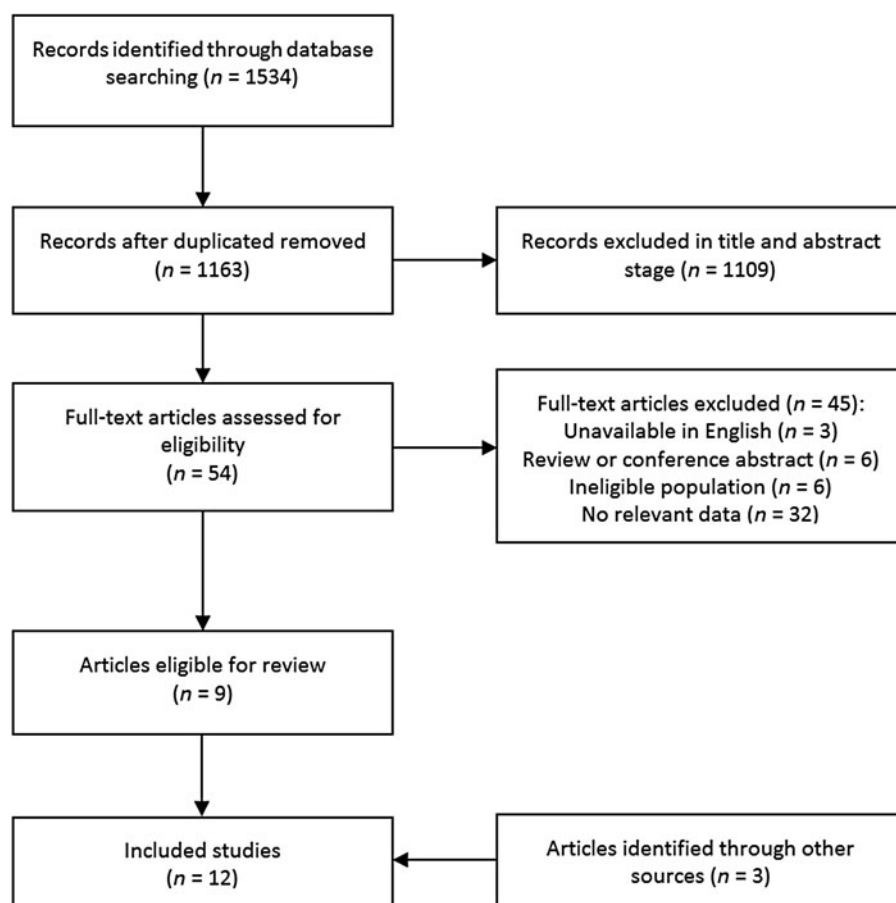 Records identified through database
searching (n = 1534)
Records after duplicated removed
(n = 1163)
Records excluded in title and abstract
stage (n = 1109)
Full-text articles assessed for
eligibility
(n = 54)
Full-text articles excluded (n = 45):
Unavailable in English (n = 3)
Review or conference abstract (n = 6)
Ineligible population (n = 6)
No relevant data (n = 32)
Articles eligible for review
(n = 9)
Included studies
(n = 12)
Articles identified through other
sources (n = 3)